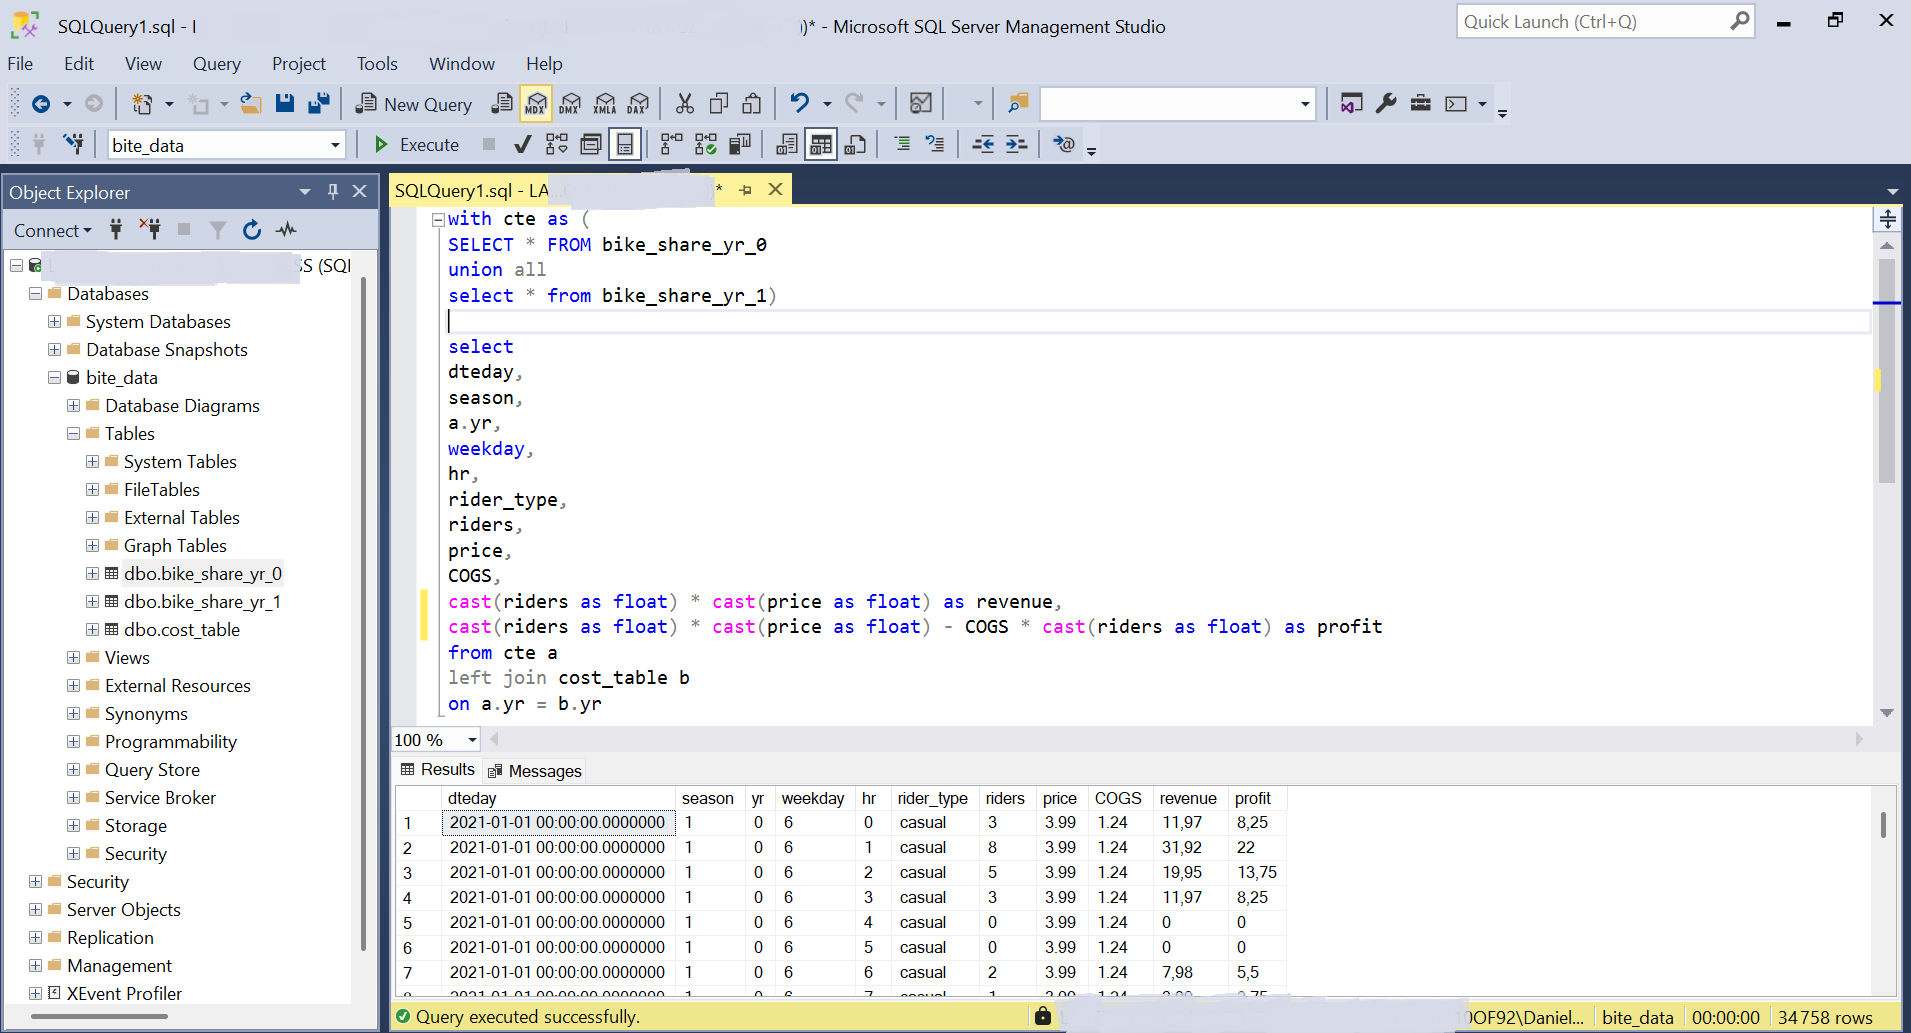 SQLQuery1.sql - l
))* - Microsoft SQL Server Management Studio
Quick Launch (Ctrl+Q)
File Edit View Query Project Tools Window Help
New Query
MDX DMX XMLA DAX
bite_data
Execute
Object Explorer
Connect
SS (SQL
Databases
System Databases
Database Snapshots
bite_data
Database Diagrams
Tables
System Tables
FileTables
External Tables
Graph Tables
dbo.bike_share_yr_0
dbo.bike_share_yr_1
dbo.cost_table
Views
External Resources
Synonyms
Programmability
Query Store
Service Broker
Storage
Security
Security
Server Objects
Replication
Management
XEvent Profiler
SQLQuery1.sql - LA...
)*
with cte as (
SELECT * FROM bike_share_yr_0
union all
select * from bike_share_yr_1)
select
dteday,
season,
a.yr,
weekday,
hr,
rider_type,
riders,
price,
COGS,
cast(riders as float) * cast(price as float) as revenue,
cast(riders as float) * cast(price as float) - COGS * cast(riders as float) as profit
from cte a
left join cost_table b
on a.yr = b.yr
100 %
Results Messages
dteday season yr weekday hr rider_type riders price COGS revenue profit
1 2021-01-01 00:00:00.0000000 1 0 6 0 casual 3 3.99 1.24 11,97 8,25
2 2021-01-01 00:00:00.0000000 1 0 6 1 casual 8 3.99 1.24 31,92 22
3 2021-01-01 00:00:00.0000000 1 0 6 2 casual 5 3.99 1.24 19,95 13,75
4 2021-01-01 00:00:00.0000000 1 0 6 3 casual 3 3.99 1.24 11,97 8,25
5 2021-01-01 00:00:00.0000000 1 0 6 4 casual 0 3.99 1.24 0 0
6 2021-01-01 00:00:00.0000000 1 0 6 5 casual 0 3.99 1.24 0 0
7 2021-01-01 00:00:00.0000000 1 0 6 6 casual 2 3.99 1.24 7,98 5,5
Query executed successfully.
10OF92\Daniel... bite_data 00:00:00 34 758 rows